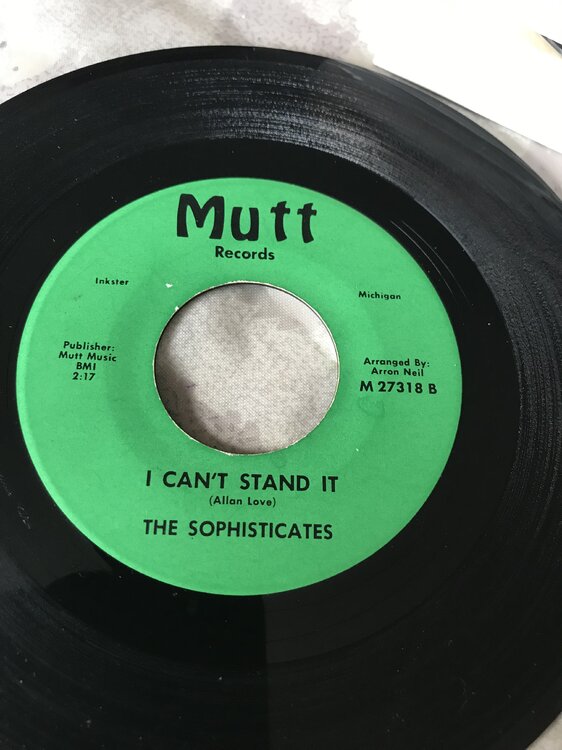 Mutt
Records
Inkster
Michigan
Publisher:
Mutt Music
BMI
2:17
Arranged By:
Arron Neil
M 27318 B
I CAN'T STAND IT
(Allan Love)
THE SOPHISTICATES